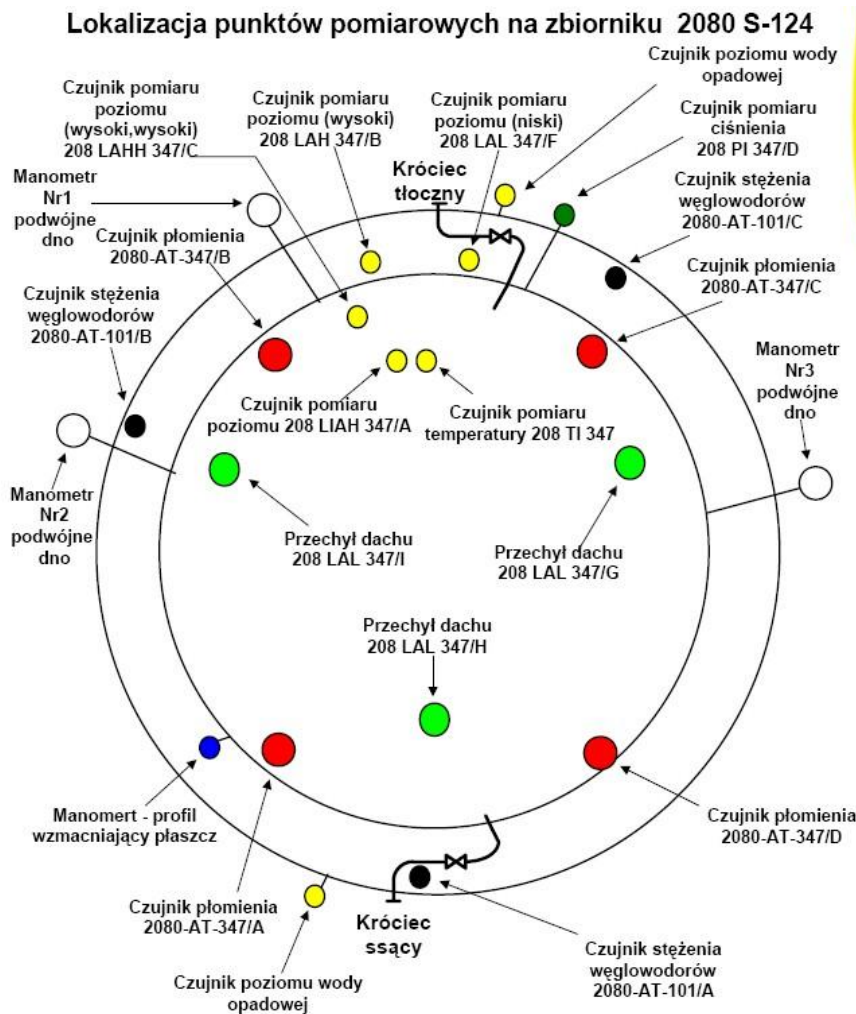 Lokalizacja punktów pomiarowych na zbiorniku 2080 S-124
Czujnik poziomu wody
opadowej
Czujnik pomiaru
poziomu
(wysoki,wysoki)
208 LAHH 347/C
Czujnik pomiaru
poziomu (wysoki)
208 LAH 347/B
Czujnik pomiaru
poziomu (niski)
208 LAL 347/F
Czujnik pomiaru
ciśnienia
208 PI 347/D
Króciec
tłoczny
Manometr
Nr1
podwójne
dno
Czujnik stężenia
węglowodorów
2080-AT-101/C
Czujnik płomienia
2080-AT-347/B
Czujnik płomienia
2080-AT-347/C
Czujnik stężenia
węglowodorów
2080-AT-101/B
Manometr
Nr3
podwójne
dno
Czujnik pomiaru
poziomu 208 LIAH 347/A
Czujnik pomiaru
temperatury 208 TI 347
Manometr
Nr2
podwójne
dno
Przechył dachu
208 LAL 347/I
Przechył dachu
208 LAL 347/G
Przechył dachu
208 LAL 347/H
Manomert - profil
wzmacniający płaszcz
Czujnik płomienia
2080-AT-347/D
Czujnik płomienia
2080-AT-347/A
Króciec
ssący
Czujnik stężenia
węglowodorów
2080-AT-101/A
Czujnik poziomu wody
opadowej